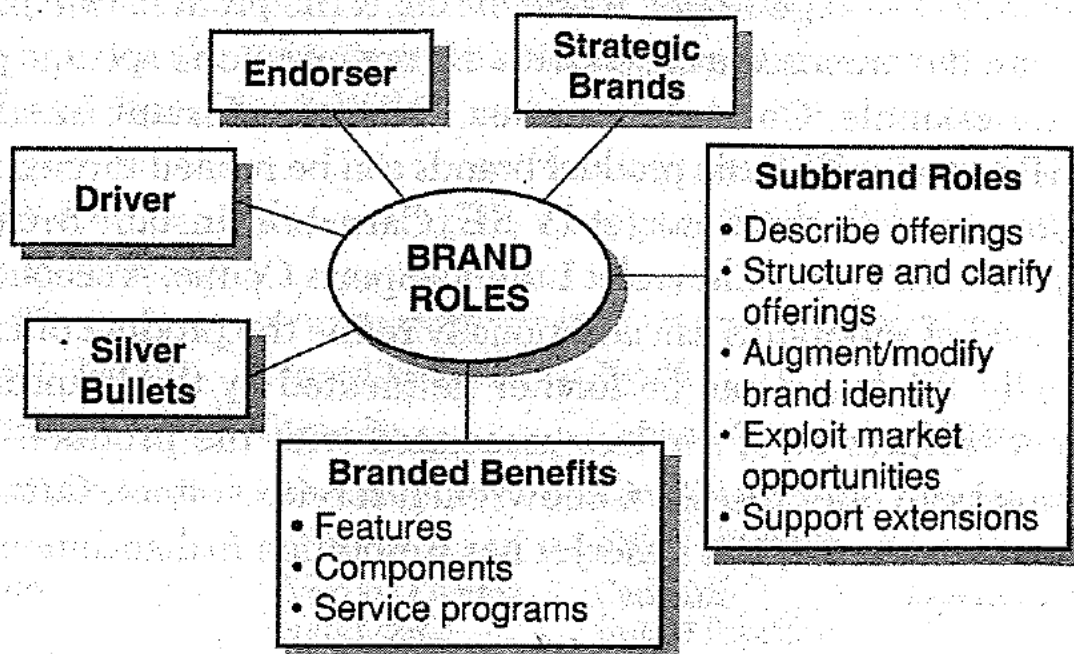 Endorser
Strategic
Brands
Driver
BRAND
ROLES
Silver
Bullets
Subbrand Roles
• Describe offerings
• Structure and clarify
offerings
• Augment/modify
brand identity
• Exploit market
opportunities
• Support extensions
Branded Benefits
• Features
• Components
• Service programs